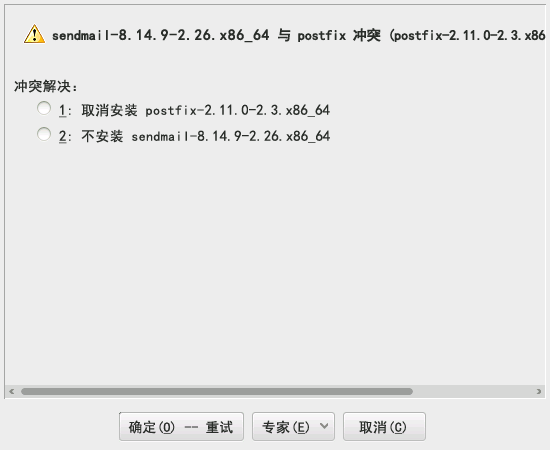 sendmail-8.14.9-2.26.x86_64 与 postfix 冲突 (postfix-2.11.0-2.3.x86
冲突解决:
1: 取消安装 postfix-2.11.0-2.3.x86_64
2: 不安装 sendmail-8.14.9-2.26.x86_64
确定(O) -- 重试 专家(E) 取消(C)